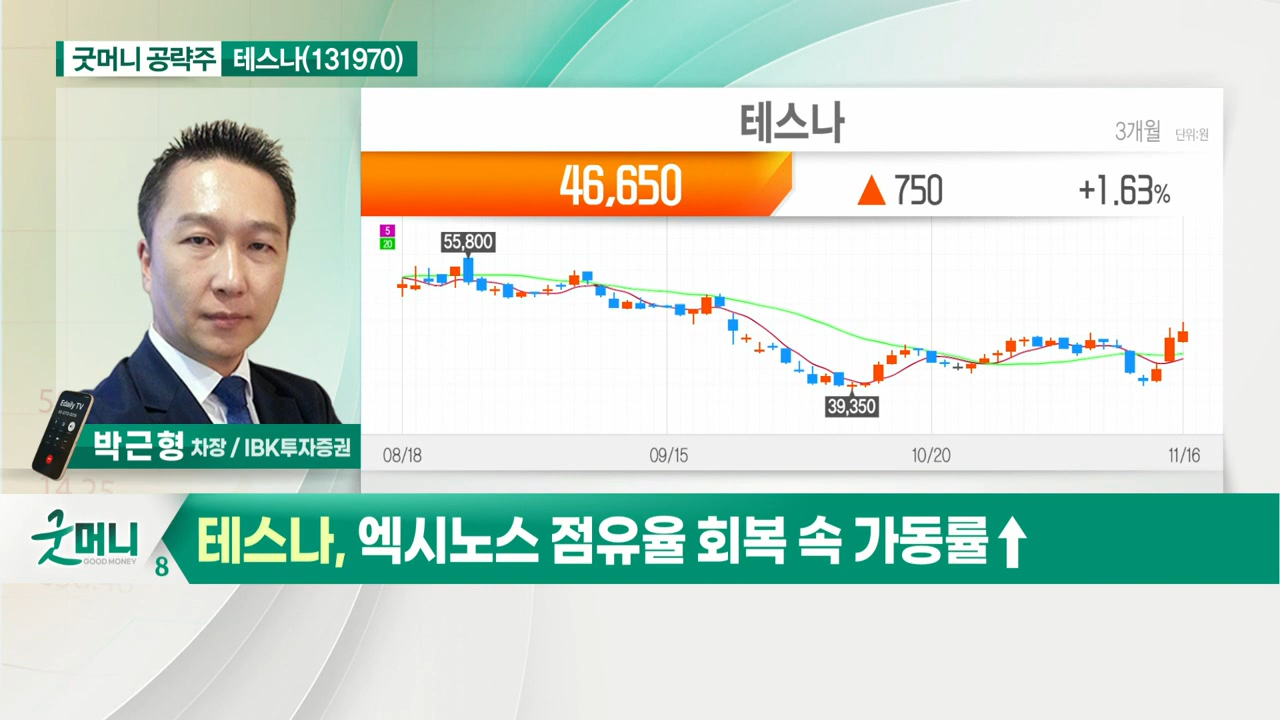 굿머니 공략주 테스나(131970)
테스나
3개월 단위:원
46,650 ▲ 750 +1.63%
5
20
55,800
39,350
08/18 09/15 10/20 11/16
Edaily TV
박근형 차장 / IBK투자증권
굿머니
GOOD MONEY
8
테스나, 엑시노스 점유율 회복 속 가동률↑